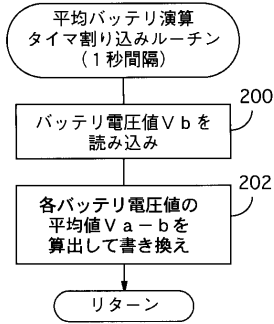 平均バッテリ演算
タイマ割り込みルーチン
(1秒間隔)
200
バッテリ電圧値Vbを
読み込み
202
各バッテリ電圧値の
平均値Va-bを
算出して書き換え
リターン